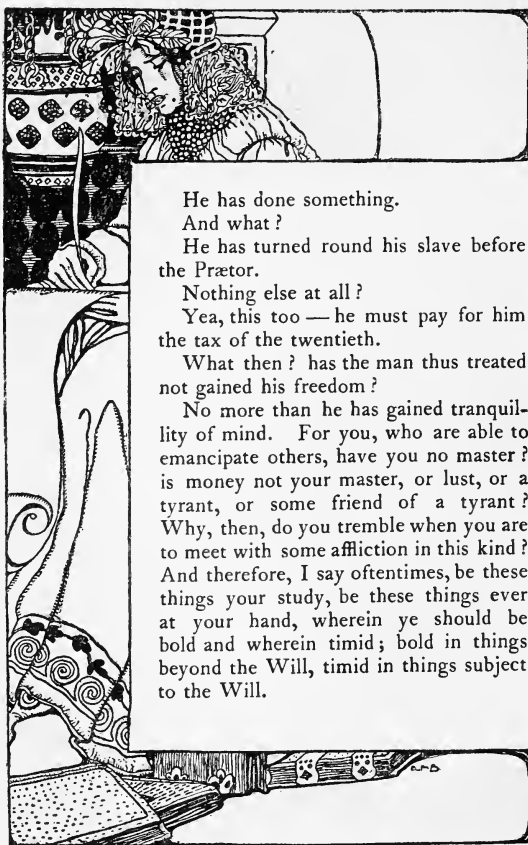 He has done something.
And what ?
He has turned round his slave before
the Prætor.
Nothing else at all ?
Yea, this too — he must pay for him
the tax of the twentieth.
What then ? has the man thus treated
not gained his freedom ?
No more than he has gained tranquil-
lity of mind. For you, who are able to
emancipate others, have you no master ?
is money not your master, or lust, or a
tyrant, or some friend of a tyrant ?
Why, then, do you tremble when you are
to meet with some affliction in this kind ?
And therefore, I say oftentimes, be these
things your study, be these things ever
at your hand, wherein ye should be
bold and wherein timid ; bold in things
beyond the Will, timid in things subject
to the Will.